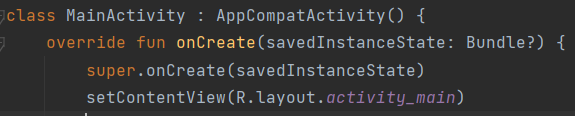 class MainActivity : AppCompatActivity() {
    override fun onCreate(savedInstanceState: Bundle?) {
        super.onCreate(savedInstanceState)
        setContentView(R.layout.activity_main)